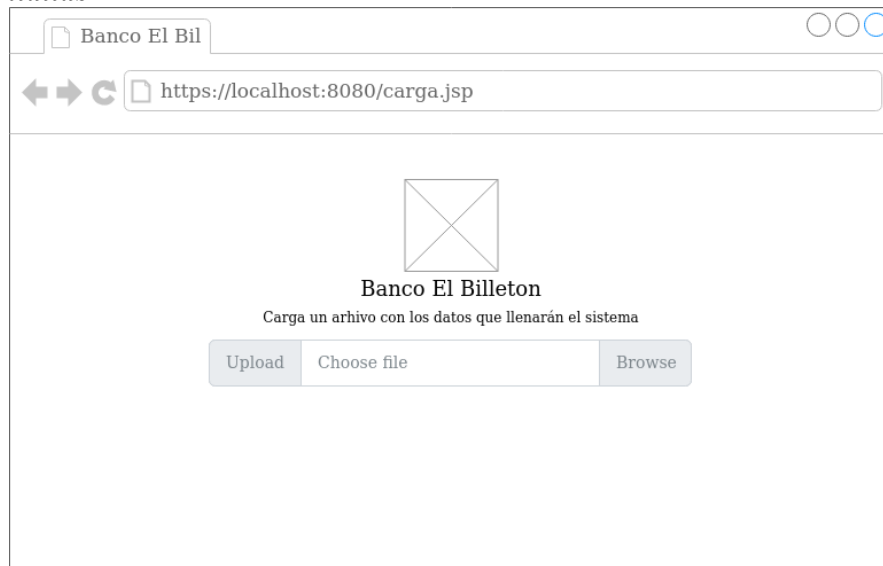 Banco El Bil
https://localhost:8080/carga.jsp
Banco El Billeton
Carga un arhivo con los datos que llenarán el sistema
Upload Choose file Browse